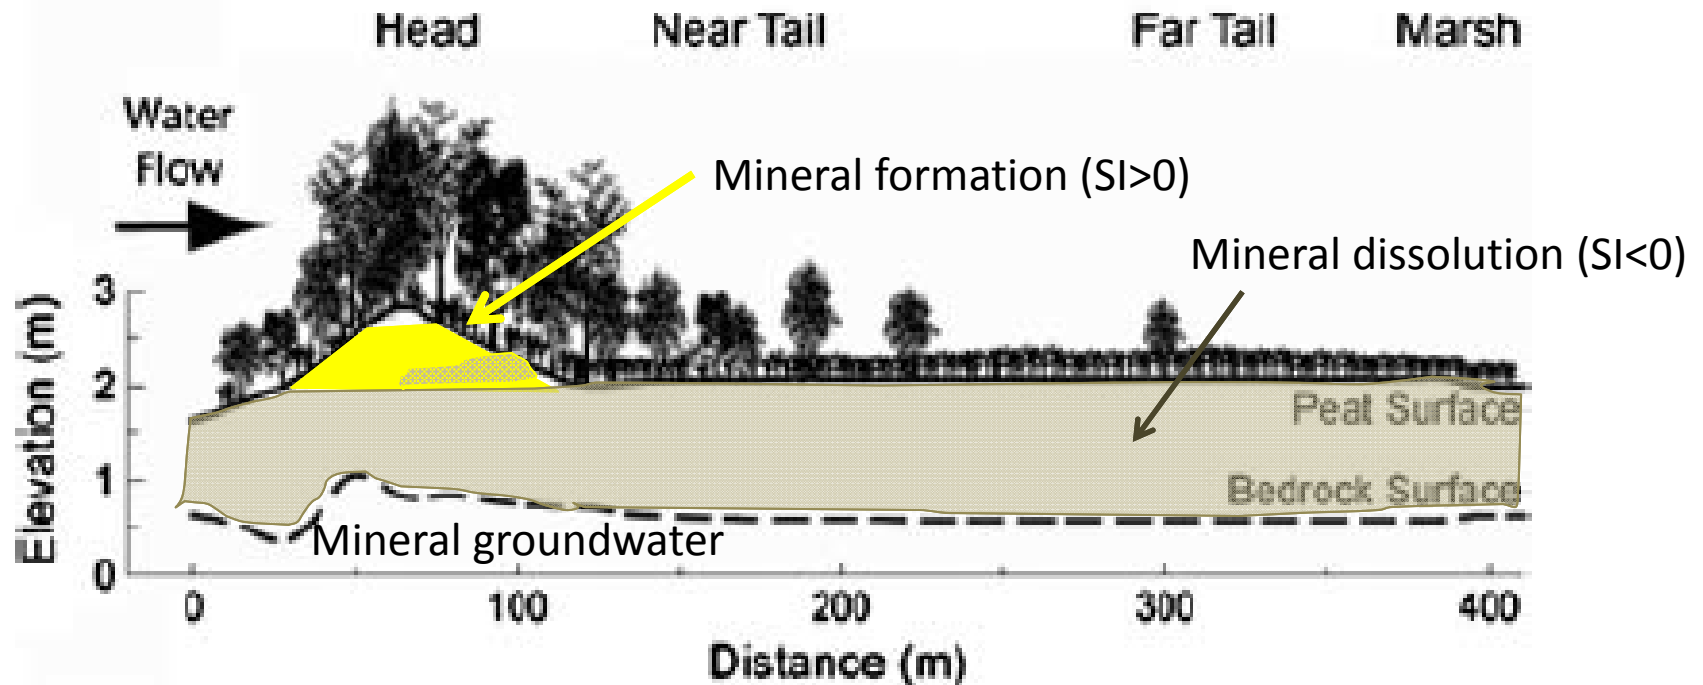 Head Near Tail Far Tail Marsh
Water
Flow
Mineral formation (SI>0)
Mineral dissolution (SI<0)
3
2
Peat Surface
1
Bedrock Surface
Mineral groundwater
0
Elevation (m)
0 100 200 300 400
Distance (m)